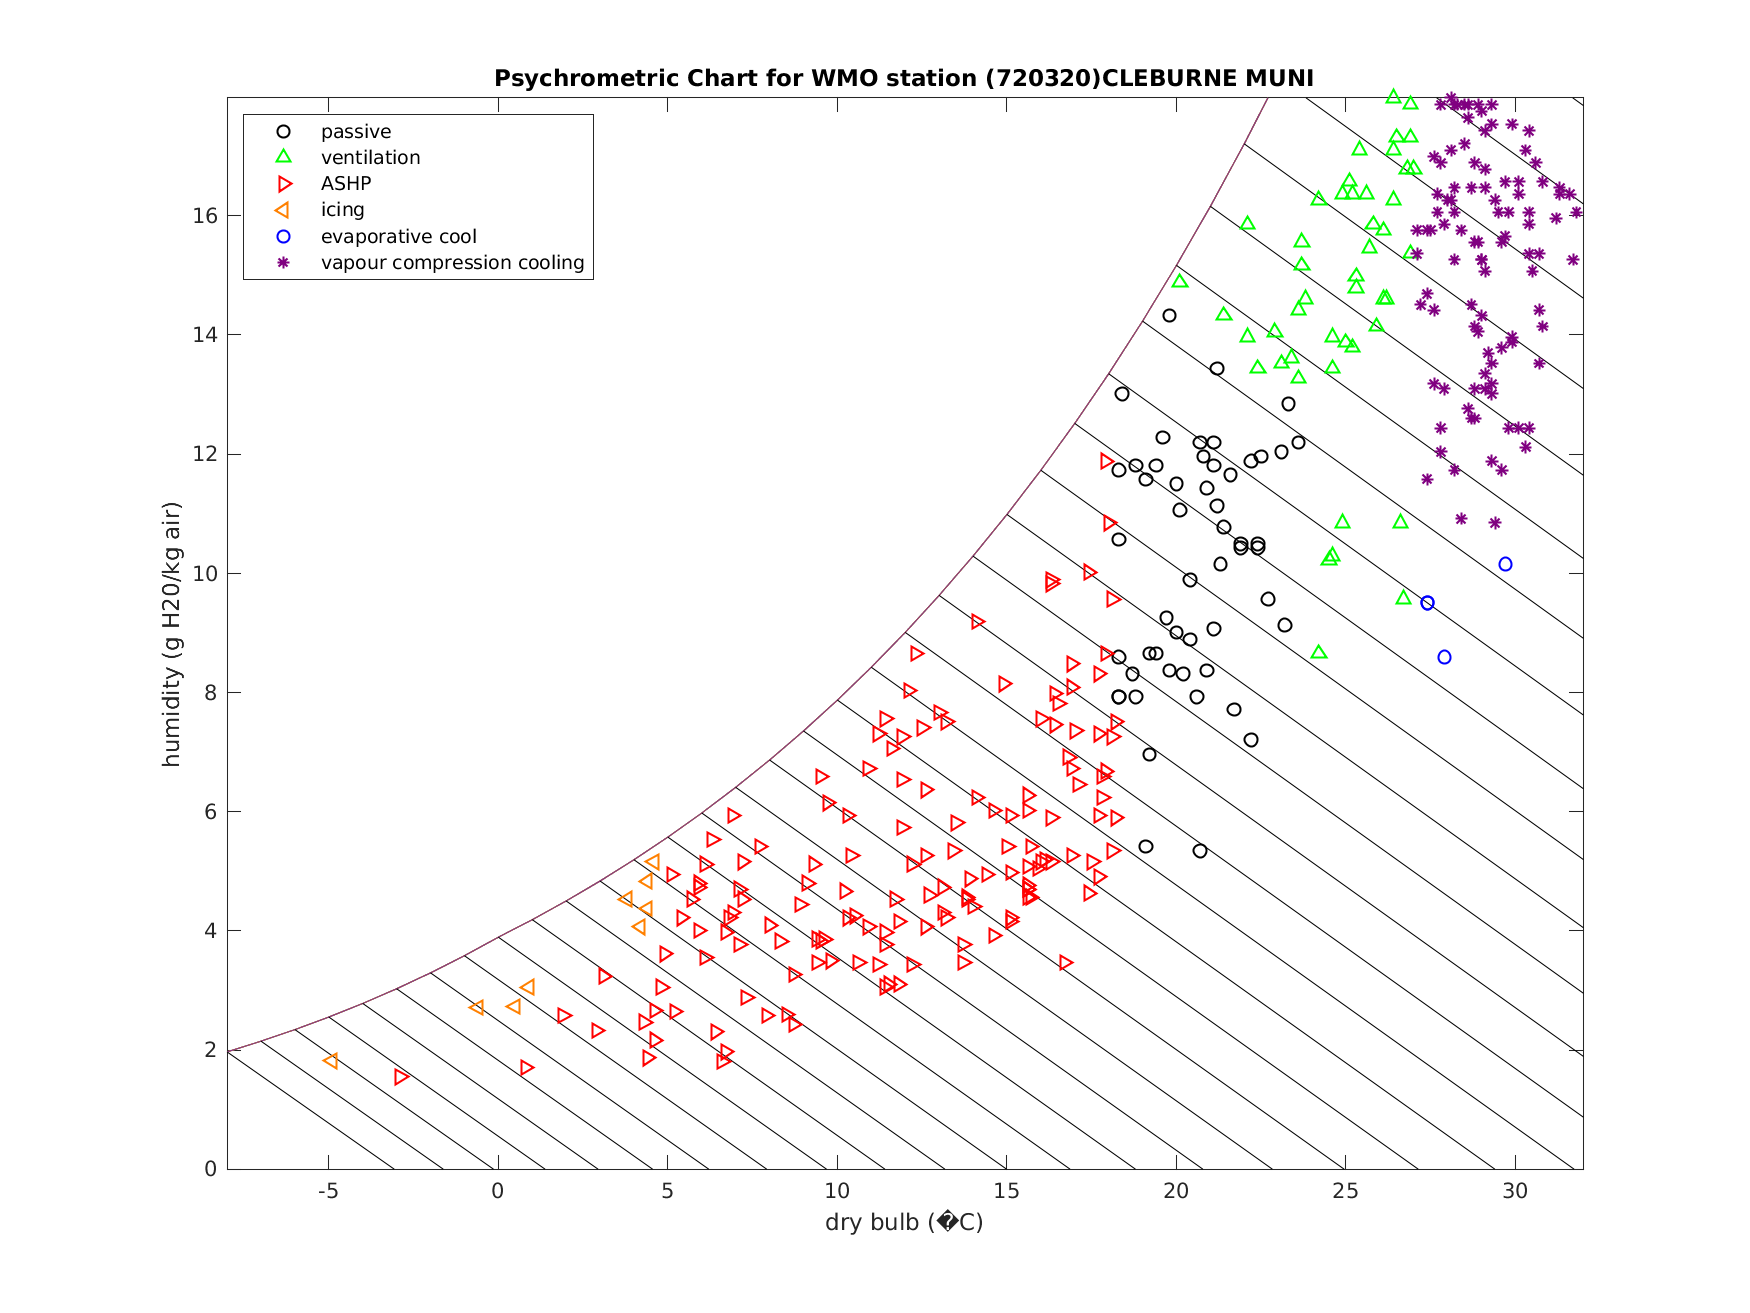 Psychrometric Chart for WMO station (720320)CLEBURNE MUNI
passive
ventilation
ASHP
icing
evaporative cool
vapour compression cooling
humidity (g H20/kg air)
16
14
12
10
8
6
4
2
0
-5 0 5 10 15 20 25 30
dry bulb (�C)